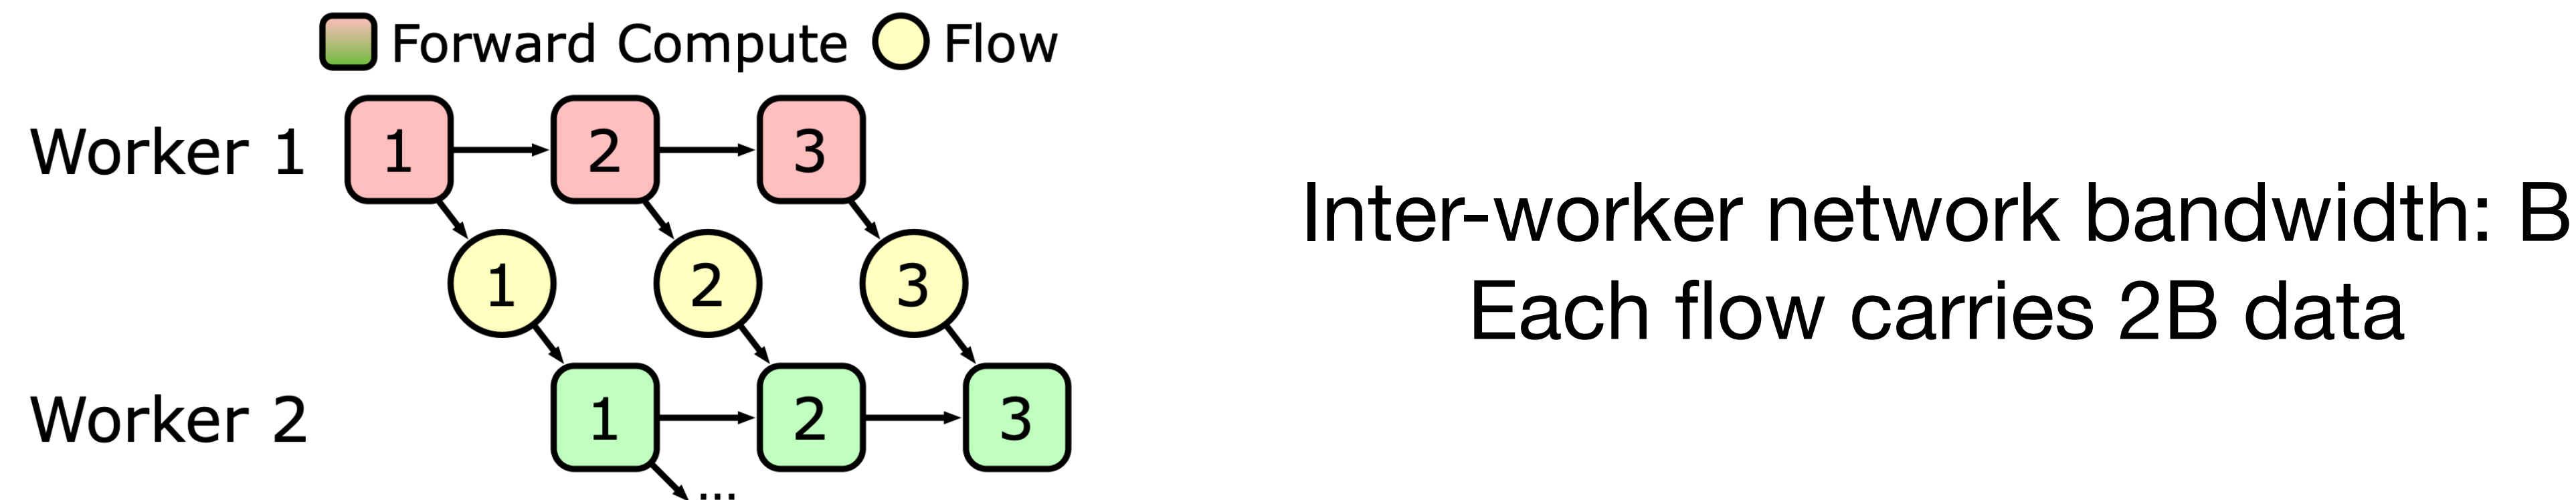 Forward Compute Flow
Worker 1 1 2 3
1 2 3
Worker 2 1 2 3
...
Inter-worker network bandwidth: B
Each flow carries 2B data